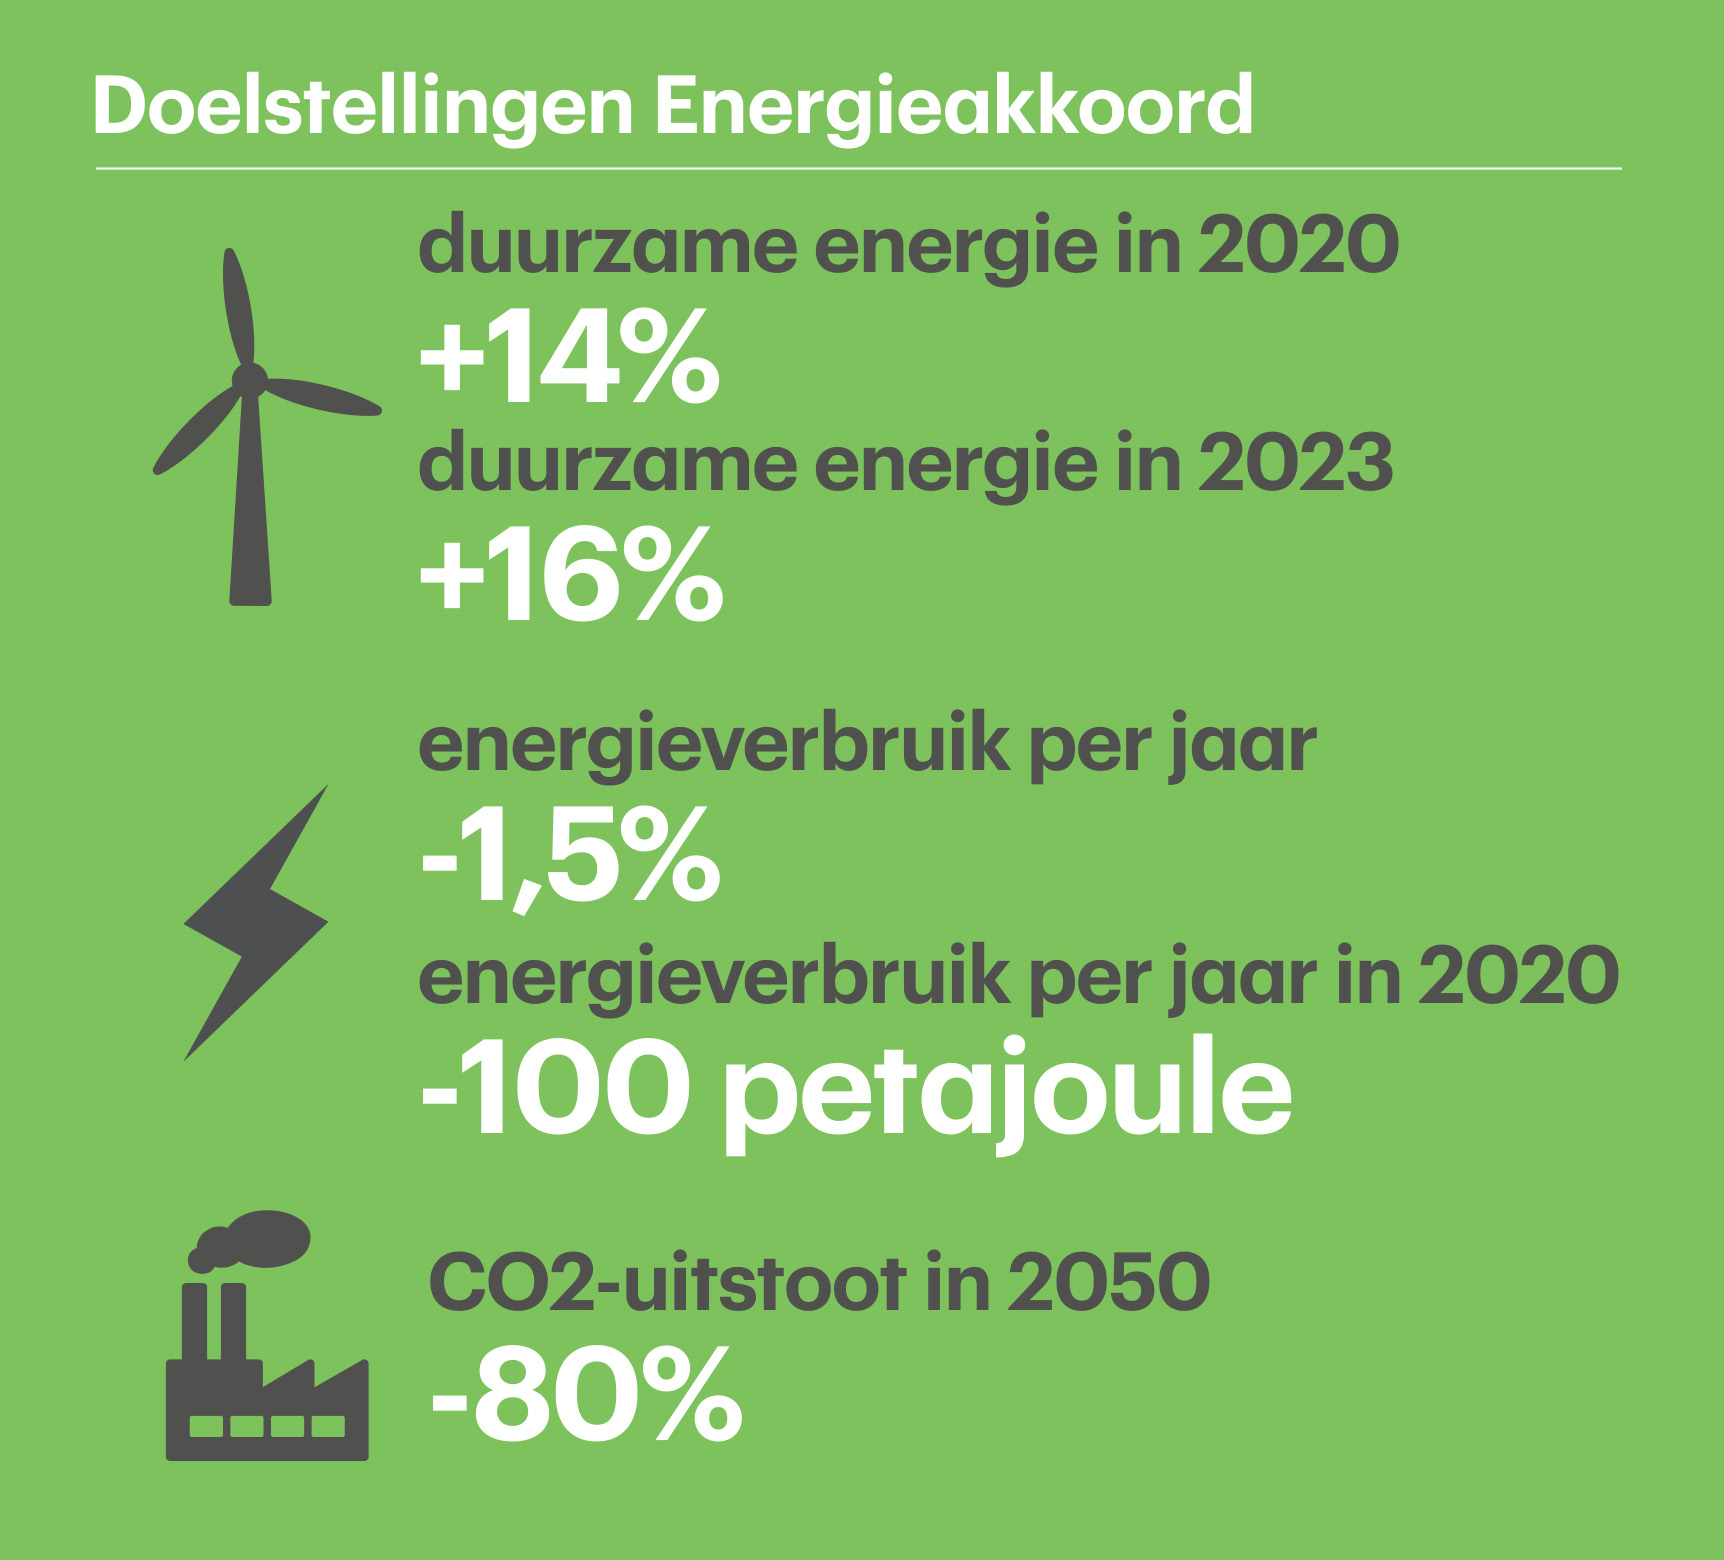 Doelstellingen Energieakkoord
duurzame energie in 2020
+14%
duurzame energie in 2023
+16%
energieverbruik per jaar
-1,5%
energieverbruik per jaar in 2020
-100 petajoule
CO2-uitstoot in 2050
-80%